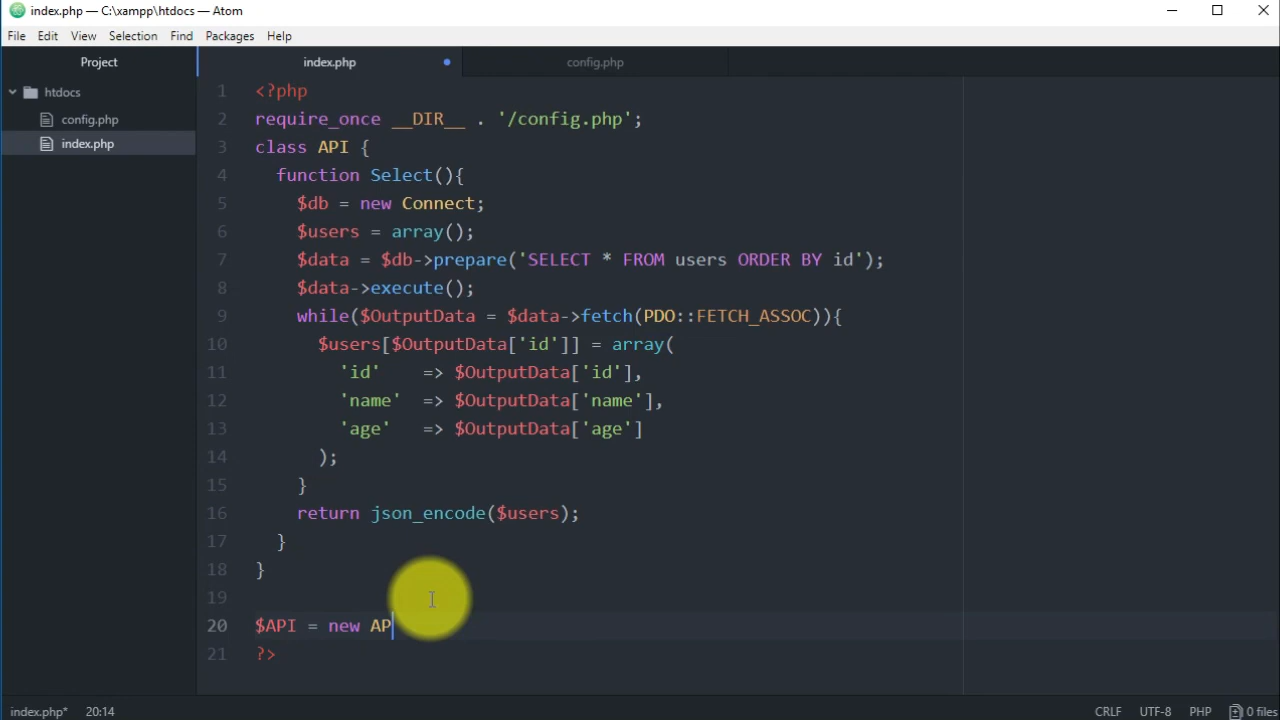 index.php — C:\xampp\htdocs — Atom
File Edit View Selection Find Packages Help
Project
index.php
config.php
htdocs
config.php
index.php
1 <?php
2 require_once __DIR__ . '/config.php';
3 class API {
4 function Select(){
5 $db = new Connect;
6 $users = array();
7 $data = $db->prepare('SELECT * FROM users ORDER BY id');
8 $data->execute();
9 while($OutputData = $data->fetch(PDO::FETCH_ASSOC)){
10 $users[$OutputData['id']] = array(
11 'id' => $OutputData['id'],
12 'name' => $OutputData['name'],
13 'age' => $OutputData['age']
14 );
15 }
16 return json_encode($users);
17 }
18 }
19
20 $API = new AP
21 ?>
index.php* 20:14 CRLF UTF-8 PHP 0 files